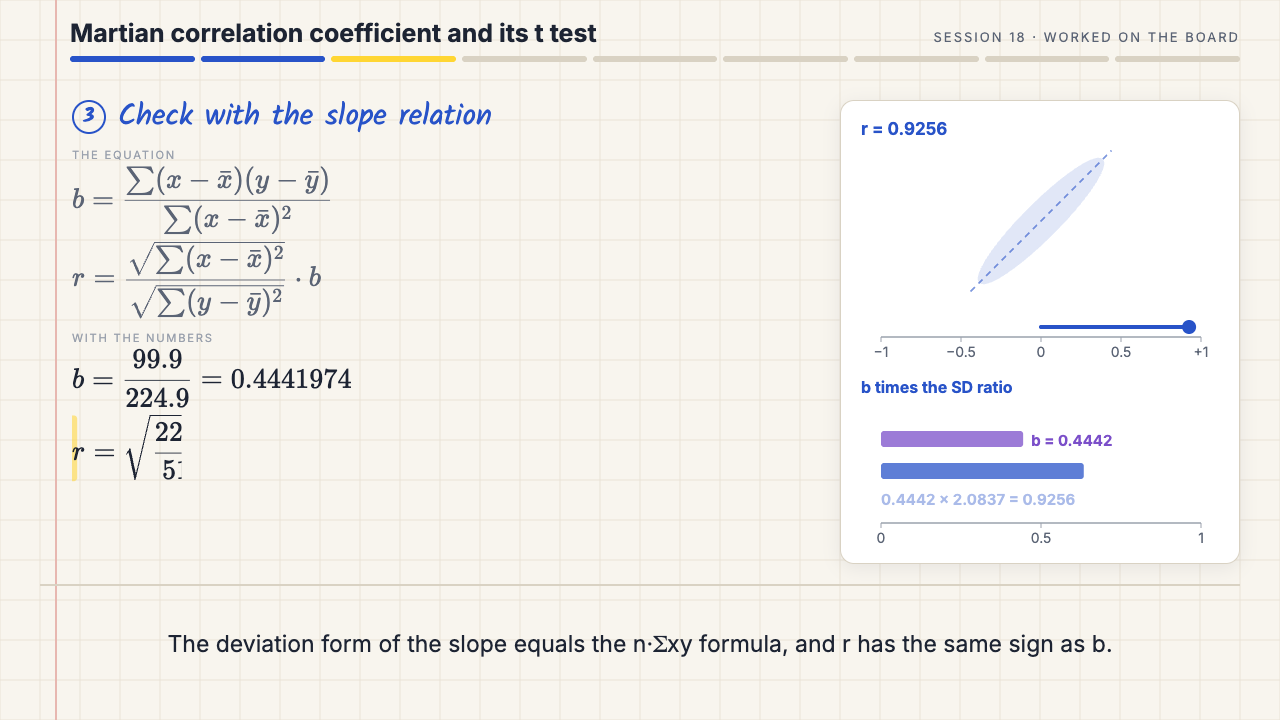 Martian correlation coefficient and its t test
SESSION 18 · WORKED ON THE BOARD
3 Check with the slope relation
THE EQUATION
b = ∑(x − x̄)(y − ȳ) / ∑(x − x̄)²
r = √∑(x − x̄)² / √∑(y − ȳ)² · b
WITH THE NUMBERS
b = 99.9 / 224.9 = 0.4441974
r = √ 22 / 5
r = 0.9256
−1 −0.5 0 0.5 +1
b times the SD ratio
b = 0.4442
0.4442 × 2.0837 = 0.9256
0 0.5 1
The deviation form of the slope equals the n·Σxy formula, and r has the same sign as b.